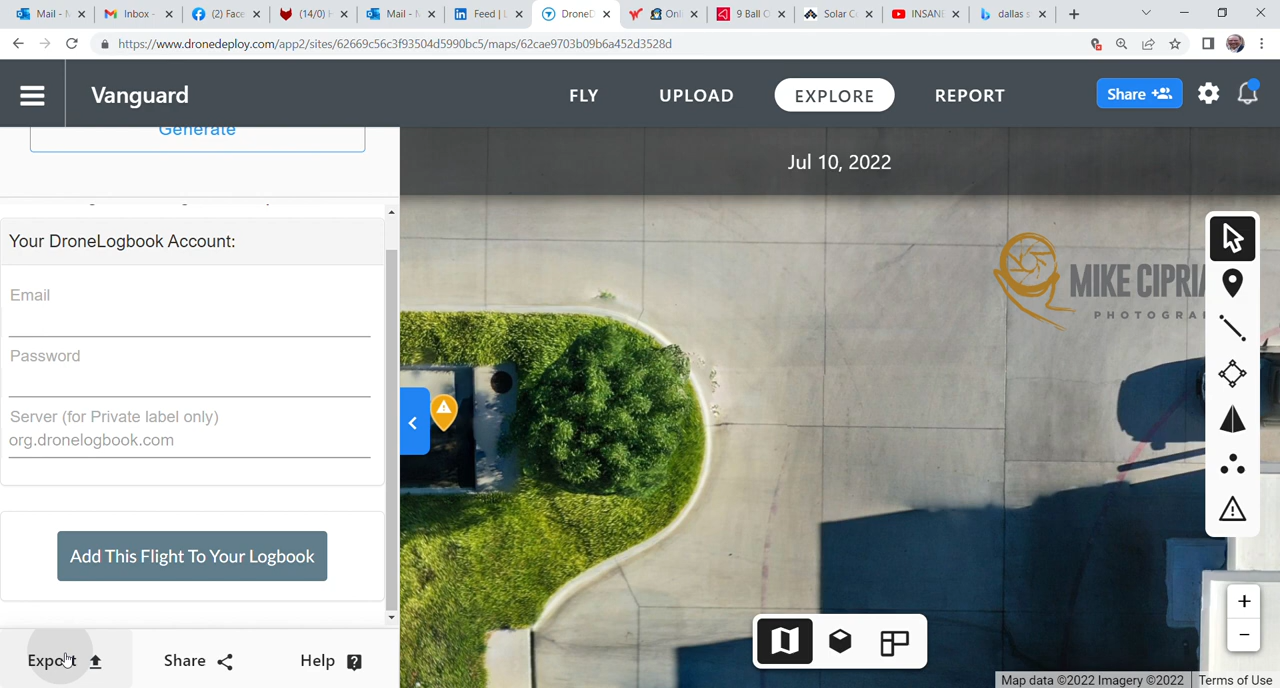 Mail - N
Inbox -
(2) Face
(14/0) H
Mail - N
Feed | L
DroneD
Onl
9 Ball C
Solar Ce
INSANE
dallas s
https://www.dronedeploy.com/app2/sites/62669c56c3f93504d5990bc5/maps/62cae9703b09b6a452d3528d
Vanguard
FLY
UPLOAD
EXPLORE
REPORT
Share
Generate
Jul 10, 2022
Your DroneLogbook Account:
Email
Password
Server (for Private label only)
org.dronelogbook.com
Add This Flight To Your Logbook
MIKE CIPRIA
PHOTOGRA
Export
Share
Help
Map data ©2022 Imagery ©2022
Terms of Use